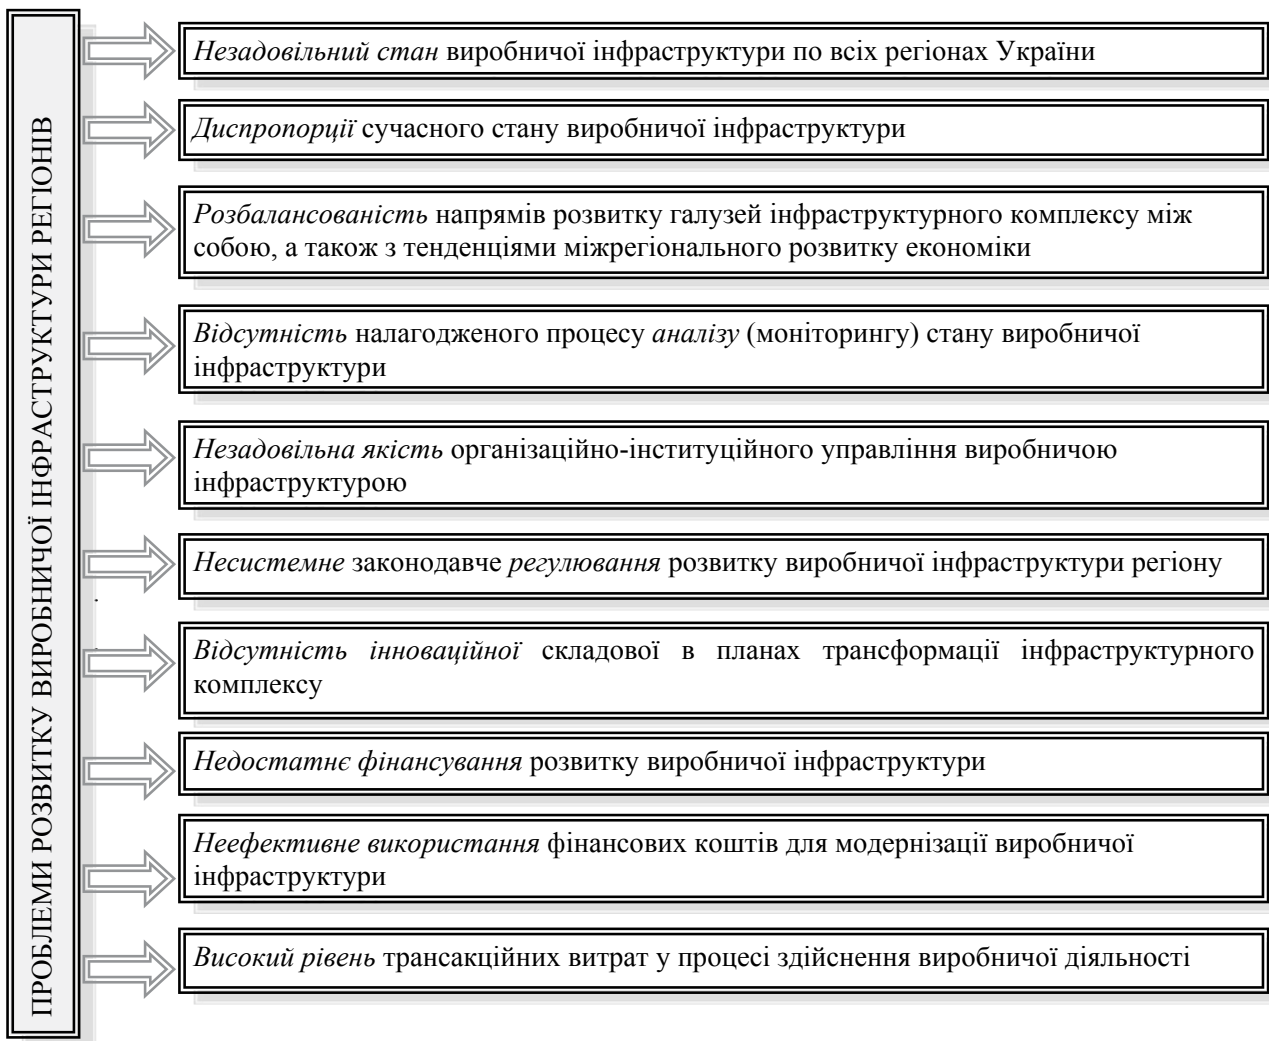 ПРОБЛЕМИ РОЗВИТКУ ВИРОБНИЧОЇ ІНФРАСТРУКТУРИ РЕГІОНІВ
Незадовільний стан виробничої інфраструктури по всіх регіонах України
Диспропорції сучасного стану виробничої інфраструктури
Розбалансованість напрямів розвитку галузей інфраструктурного комплексу між
собою, а також з тенденціями міжрегіонального розвитку економіки
Відсутність налагодженого процесу аналізу (моніторингу) стану виробничої
інфраструктури
Незадовільна якість організаційно-інституційного управління виробничою
інфраструктурою
Несистемне законодавче регулювання розвитку виробничої інфраструктури регіону
Відсутність інноваційної складової в планах трансформації інфраструктурного
комплексу
Недостатнє фінансування розвитку виробничої інфраструктури
Неефективне використання фінансових коштів для модернізації виробничої
інфраструктури
Високий рівень трансакційних витрат у процесі здійснення виробничої діяльності